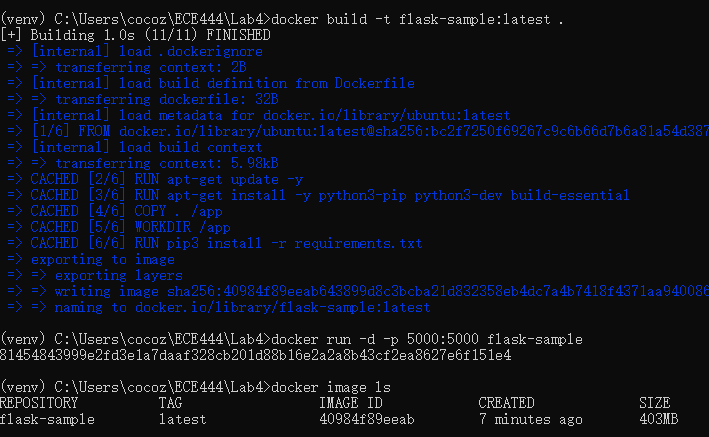 (venv) C:\Users\cocoz\ECE444\Lab4>docker build -t flask-sample:latest .
[+] Building 1.0s (11/11) FINISHED
=> [internal] load .dockerignore
=> => transferring context: 2B
=> [internal] load build definition from Dockerfile
=> => transferring dockerfile: 32B
=> [internal] load metadata for docker.io/library/ubuntu:latest
=> [1/6] FROM docker.io/library/ubuntu:latest@sha256:bc2f7250f69267c9c6b66d7b6a81a54d387
=> [internal] load build context
=> => transferring context: 5.98kB
=> CACHED [2/6] RUN apt-get update -y
=> CACHED [3/6] RUN apt-get install -y python3-pip python3-dev build-essential
=> CACHED [4/6] COPY . /app
=> CACHED [5/6] WORKDIR /app
=> CACHED [6/6] RUN pip3 install -r requirements.txt
=> exporting to image
=> => exporting layers
=> => writing image sha256:40984f89eeab643899d8c3bcba21d832358eb4dc7a4b7418f4371aa940086
=> => naming to docker.io/library/flask-sample:latest
(venv) C:\Users\cocoz\ECE444\Lab4>docker run -d -p 5000:5000 flask-sample
81454843999e2fd3e1a7daaf328cb201d88b16e2a2a8b43cf2ea8627e6f151e4
(venv) C:\Users\cocoz\ECE444\Lab4>docker image ls
REPOSITORY TAG IMAGE ID CREATED SIZE
flask-sample latest 40984f89eeab 7 minutes ago 403MB